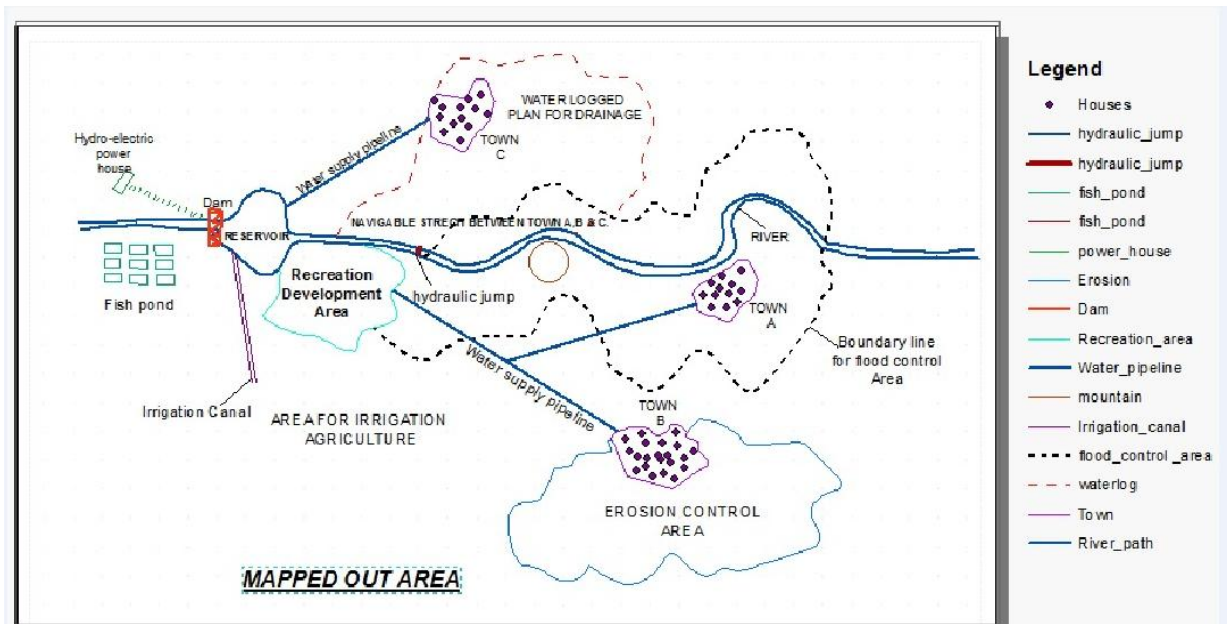 WATER LOGGED
PLAN FOR DRAINAGE
TOWN
C
Hydro-electric
power
house
Water supply pipeline
Dam
NAVIGABLE STRECH BETWEEN TOWN A,B & C.
RESERVOIR
RIVER
Recreation
Development
Area
hydraulic jump
Fish pond
TOWN
A
Boundary line
for flood control
Area
Water supply pipeline
Irrigation Canal
AREA FOR IRRIGATION
AGRICULTURE
TOWN
B
EROSION CONTROL
AREA
MAPPED OUT AREA
Legend
Houses
hydraulic_jump
hydraulic_jump
fish_pond
fish_pond
power_house
Erosion
Dam
Recreation_area
Water_pipeline
mountain
Irrigation_canal
flood_control_area
waterlog
Town
River_path